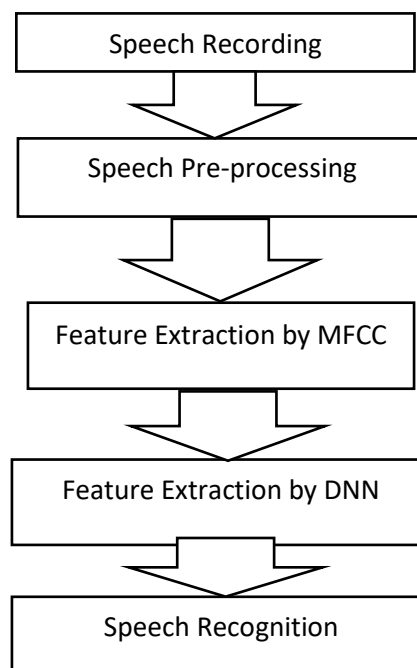 Speech Recording
Speech Pre-processing
Feature Extraction by MFCC
Feature Extraction by DNN
Speech Recognition